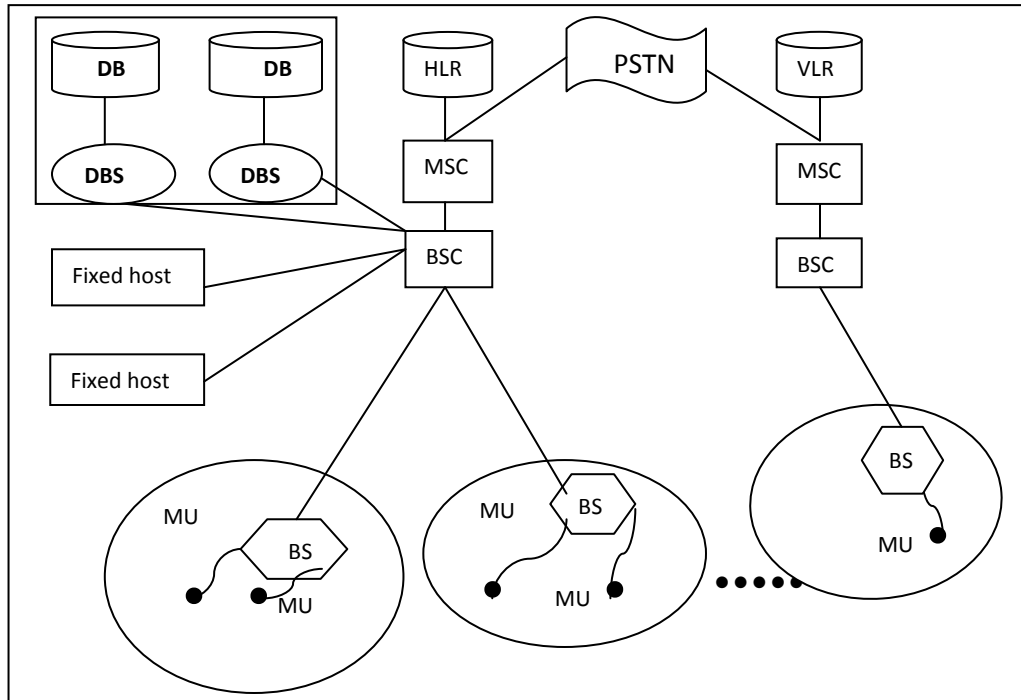 DB
DB
HLR
PSTN
VLR
DBS
DBS
MSC
MSC
BSC
BSC
Fixed host
Fixed host
MU
BS
MU
MU
BS
MU
BS
MU